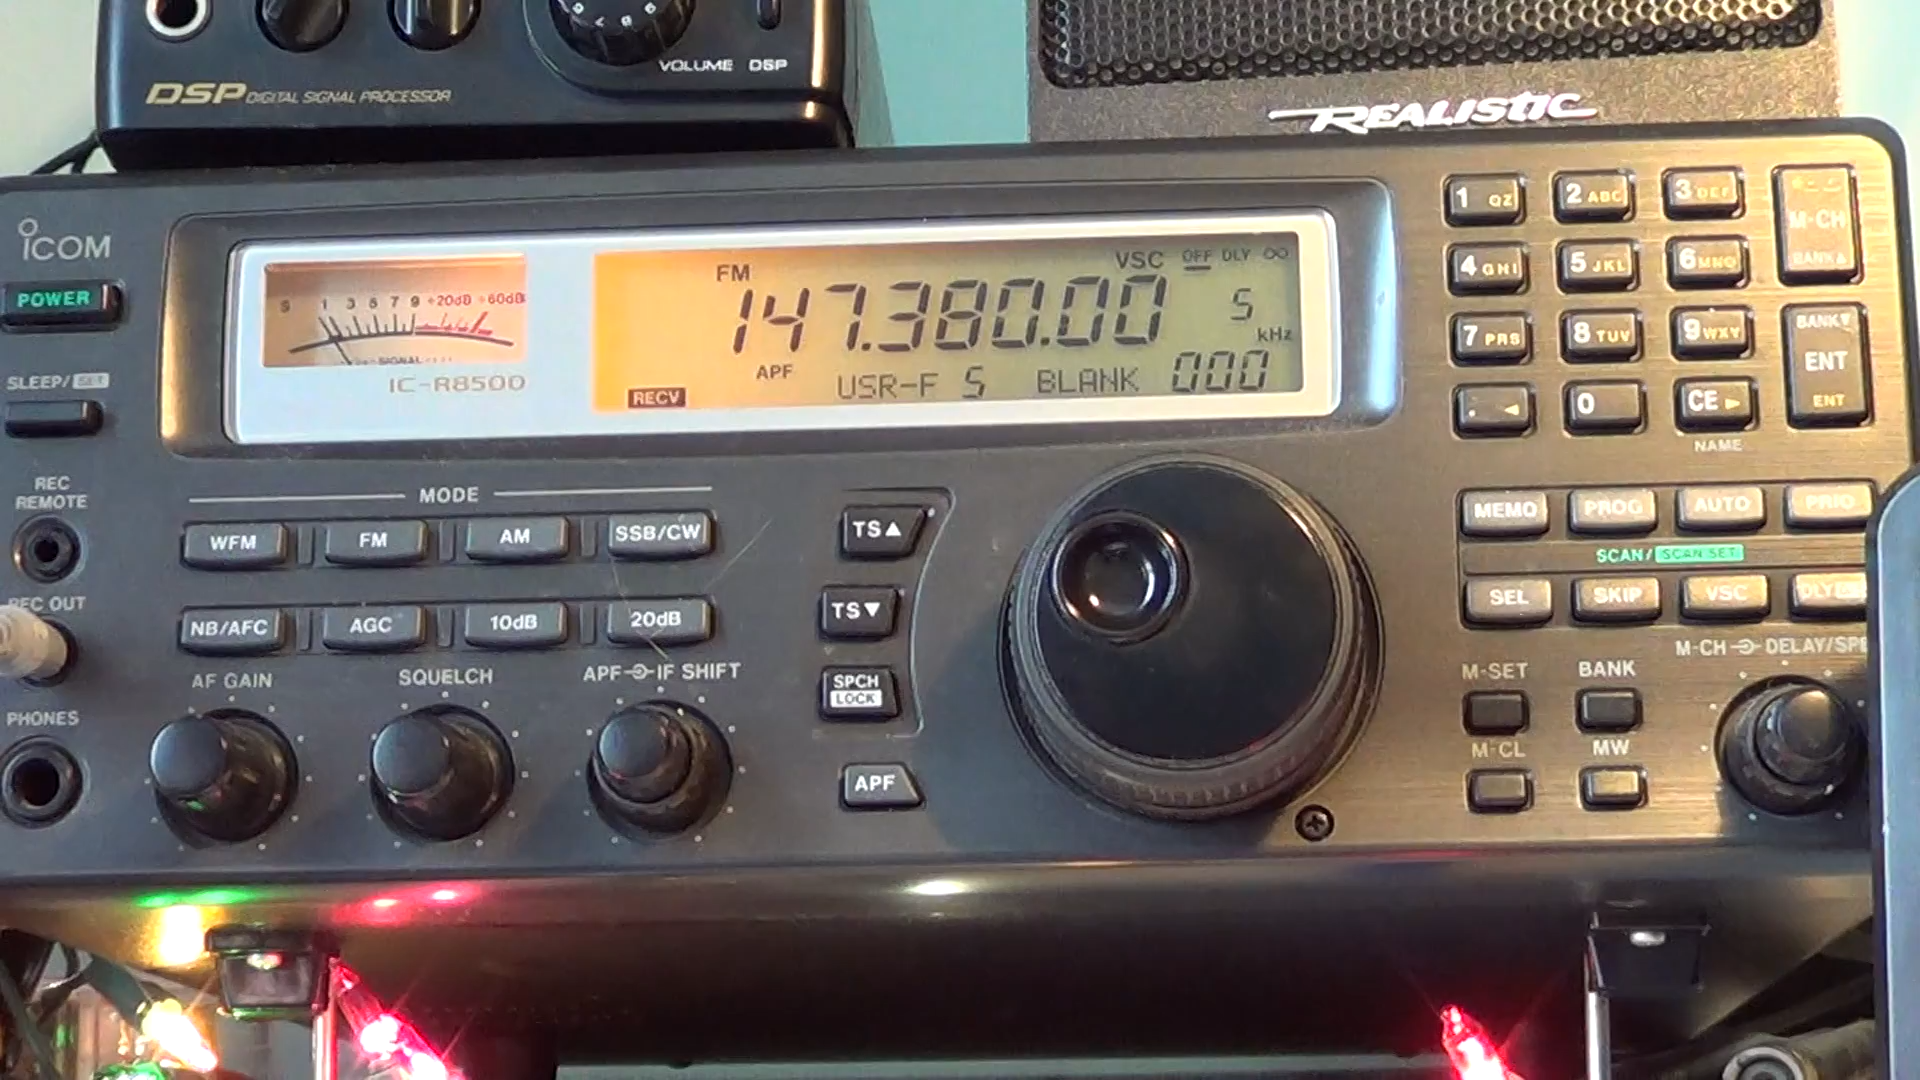 VOLUME DSP
DSP DIGITAL SIGNAL PROCESSOR
REALISTIC
ICOM
POWER
SLEEP/SET
REC
REMOTE
REC OUT
PHONES
S 1 3 5 7 9 +20dB +60dB
SIGNAL
IC-R8500
FM
VSC OFF DLY ∞
147.380.00 5
kHz
APF
RECV
USR-F 5 BLANK 000
MODE
WFM FM AM SSB/CW
NB/AFC AGC 10dB 20dB
AF GAIN SQUELCH APF IF SHIFT
TS▲
TS▼
SPCH
LOCK
APF
1 QZ 2 ABC 3 DEF
M-CH
BANK▲
4 GHI 5 JKL 6 MNO
7 PRS 8 TUV 9 WXY
BANK▼
ENT
ENT
. ◄ 0 CE ►
NAME
MEMO PROG AUTO PRIO
SCAN/SCAN SET
SEL SKIP VSC DLY
M-CH DELAY/SPE
M-SET BANK
M-CL MW